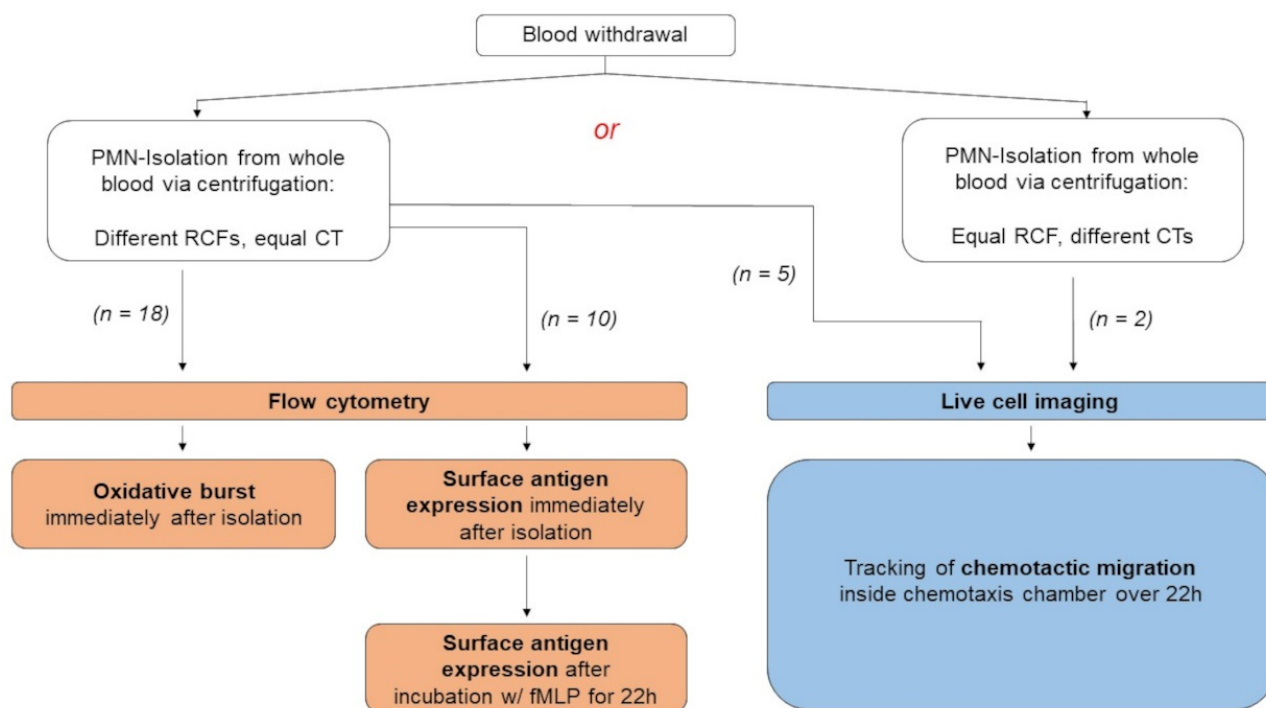 Blood withdrawal
or
PMN-Isolation from whole
blood via centrifugation:
Different RCFs, equal CT
PMN-Isolation from whole
blood via centrifugation:
Equal RCF, different CTs
(n = 18)
(n = 10)
(n = 5)
(n = 2)
Flow cytometry
Live cell imaging
Oxidative burst
immediately after isolation
Surface antigen
expression immediately
after isolation
Surface antigen
expression after
incubation w/ fMLP for 22h
Tracking of chemotactic migration
inside chemotaxis chamber over 22h